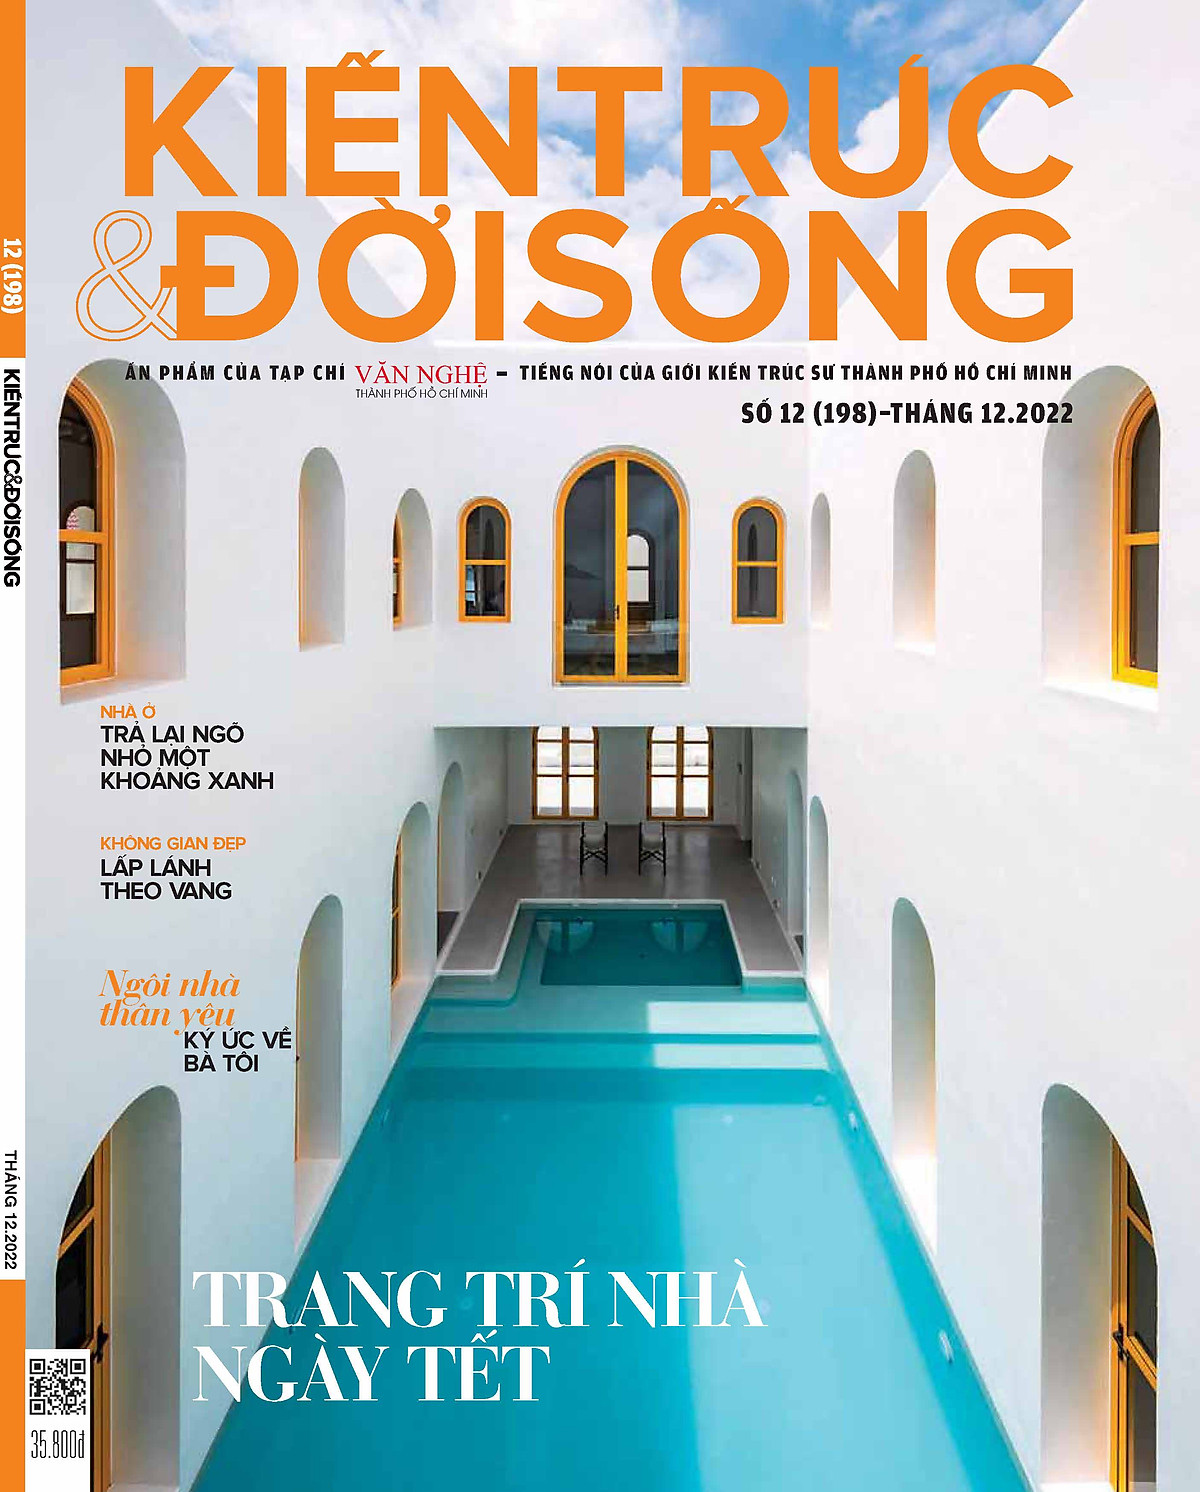 KIẾNTRÚC
&ĐỜISỐNG
ẤN PHẨM CỦA TẠP CHÍ VĂN NGHỆ – TIẾNG NÓI CỦA GIỚI KIẾN TRÚC SƯ THÀNH PHỐ HỒ CHÍ MINH
THÀNH PHỐ HỒ CHÍ MINH
SỐ 12 (198)-THÁNG 12.2022
12 (198)
KIẾNTRÚC&ĐỜISỐNG
THÁNG 12.2022
NHÀ Ở
TRẢ LẠI NGÕ
NHỎ MỘT
KHOẢNG XANH
KHÔNG GIAN ĐẸP
LẤP LÁNH
THEO VANG
Ngôi nhà
thân yêu
KÝ ỨC VỀ
BÀ TÔI
TRANG TRÍ NHÀ
NGÀY TẾT
35.800đ